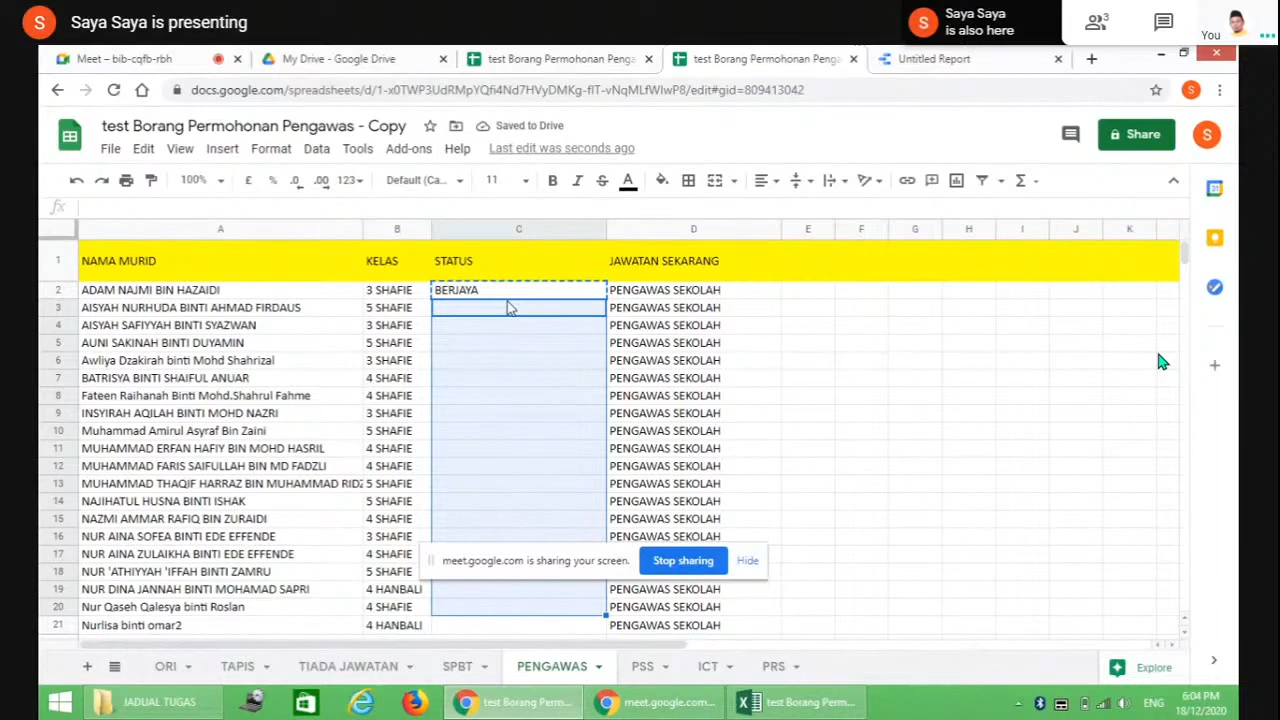 S Saya Saya is presenting
S Saya Saya
is also here
3
You
Meet – bib-cqfb-rbh
My Drive - Google Drive
test Borang Permohonan Penga
test Borang Permohonan Penga
Untitled Report
docs.google.com/spreadsheets/d/1-x0TWP3UdRMpYQfi4Nd7HVyDMKg-fIT-vNqMLfWIwP8/edit#gid=809413042
S
test Borang Permohonan Pengawas - Copy
Saved to Drive
File Edit View Insert Format Data Tools Add-ons Help Last edit was seconds ago
Share
S
100% £ % .0 .00 123 Default (Ca... 11 B I S A Σ
fx
A B C D E F G H I J K
1 NAMA MURID KELAS STATUS JAWATAN SEKARANG
2 ADAM NAJMI BIN HAZAIDI 3 SHAFIE BERJAYA PENGAWAS SEKOLAH
3 AISYAH NURHUDA BINTI AHMAD FIRDAUS 5 SHAFIE PENGAWAS SEKOLAH
4 AISYAH SAFIYYAH BINTI SYAZWAN 3 SHAFIE PENGAWAS SEKOLAH
5 AUNI SAKINAH BINTI DUYAMIN 5 SHAFIE PENGAWAS SEKOLAH
6 Awliya Dzakirah binti Mohd Shahrizal 3 SHAFIE PENGAWAS SEKOLAH
7 BATRISYA BINTI SHAIFUL ANUAR 4 SHAFIE PENGAWAS SEKOLAH
8 Fateen Raihanah Binti Mohd.Shahrul Fahme 4 SHAFIE PENGAWAS SEKOLAH
9 INSYIRAH AQILAH BINTI MOHD NAZRI 3 SHAFIE PENGAWAS SEKOLAH
10 Muhammad Amirul Asyraf Bin Zaini 5 SHAFIE PENGAWAS SEKOLAH
11 MUHAMMAD ERFAN HAFIY BIN MOHD HASRIL 4 SHAFIE PENGAWAS SEKOLAH
12 MUHAMMAD FARIS SAIFULLAH BIN MD FADZLI 4 SHAFIE PENGAWAS SEKOLAH
13 MUHAMMAD THAQIF HARRAZ BIN MUHAMMAD RIDZ 5 SHAFIE PENGAWAS SEKOLAH
14 NAJIHATUL HUSNA BINTI ISHAK 5 SHAFIE PENGAWAS SEKOLAH
15 NAZMI AMMAR RAFIQ BIN ZURAIDI 4 SHAFIE PENGAWAS SEKOLAH
16 NUR AINA SOFEA BINTI EDE EFFENDE 3 SHAFIE PENGAWAS SEKOLAH
17 NUR AINA ZULAIKHA BINTI EDE EFFENDE 4 SHAFIE
18 NUR 'ATHIYYAH 'IFFAH BINTI ZAMRU 5 SHAFIE
meet.google.com is sharing your screen. Stop sharing Hide
19 NUR DINA JANNAH BINTI MOHAMAD SAPRI 4 HANBALI PENGAWAS SEKOLAH
20 Nur Qaseh Qalesya binti Roslan 4 SHAFIE PENGAWAS SEKOLAH
21 Nurlisa binti omar2 4 HANBALI PENGAWAS SEKOLAH
ORI TAPIS TIADA JAWATAN SPBT PENGAWAS PSS ICT PRS Explore
JADUAL TUGAS
test Borang Perm...
meet.google.com...
test Borang Perm...
ENG
6:04 PM
18/12/2020